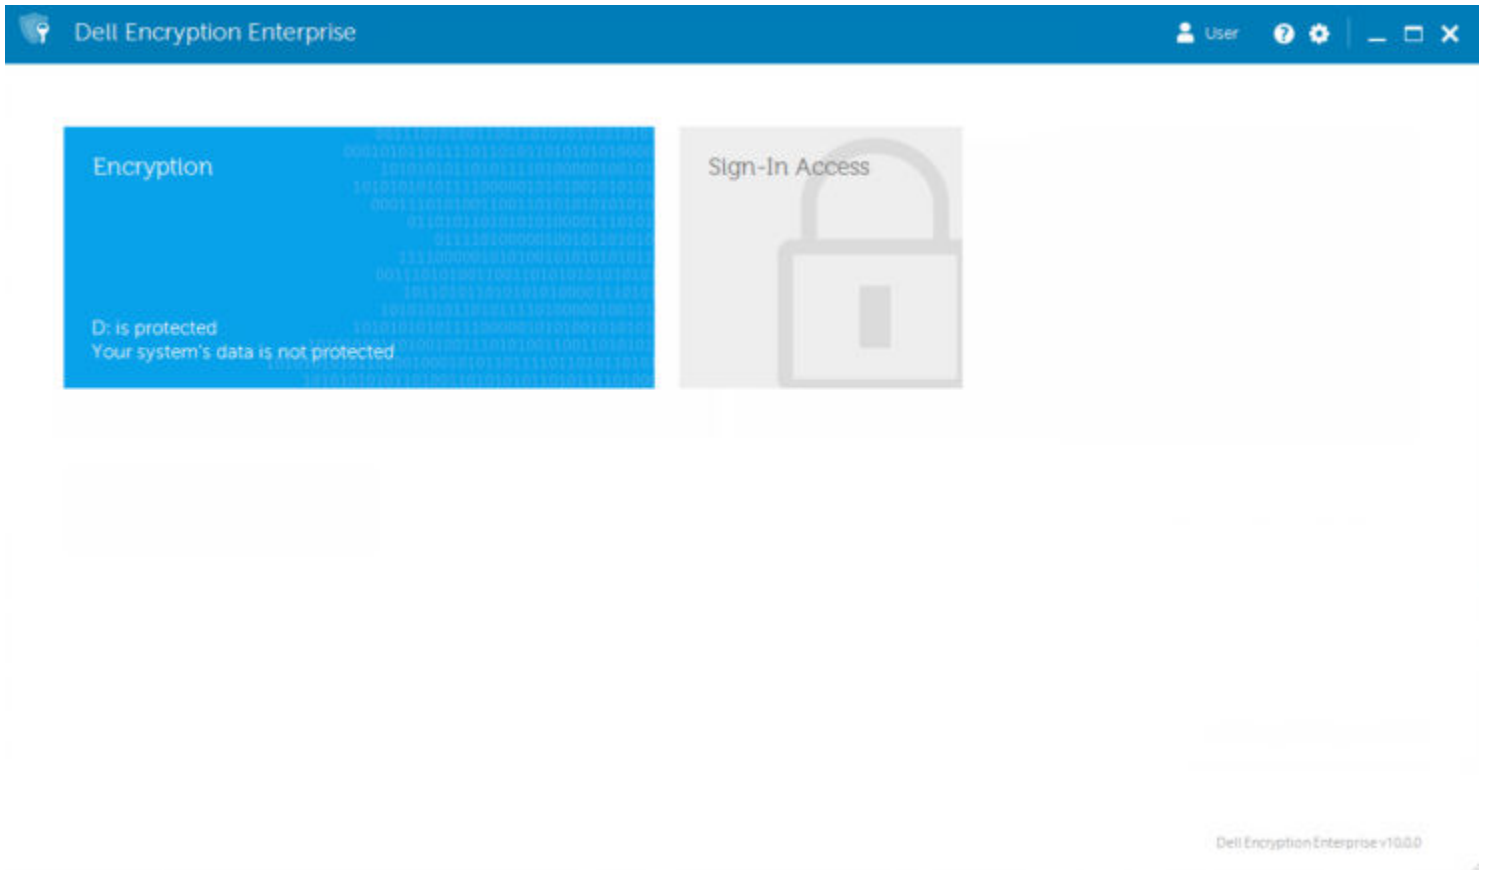 Dell Encryption Enterprise
User
Encryption
D: is protected
Your system's data is not protected
Sign-In Access
Dell Encryption Enterprise v10.0.0